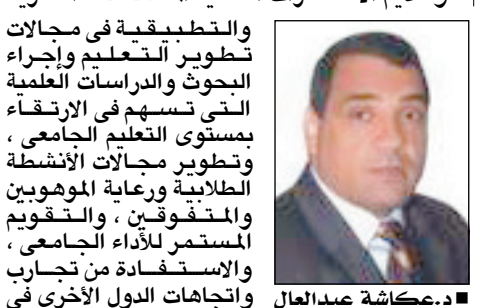 والتطبيقية فى مجالات
تطوير التعليم وإجراء
البحوث والدراسات العلمية
التى تسهم فى الارتقاء
بمستوى التعليم الجامعى ،
وتطوير مجالات الأنشطة
الطلابية ورعاية الموهوبين
والمتفوقين ، والتقويم
المستمر للأداء الجامعى ،
والاستفادة من تجارب
واتجاهات الدول الأخرى فى
■ د.عكاشة عبدالعال